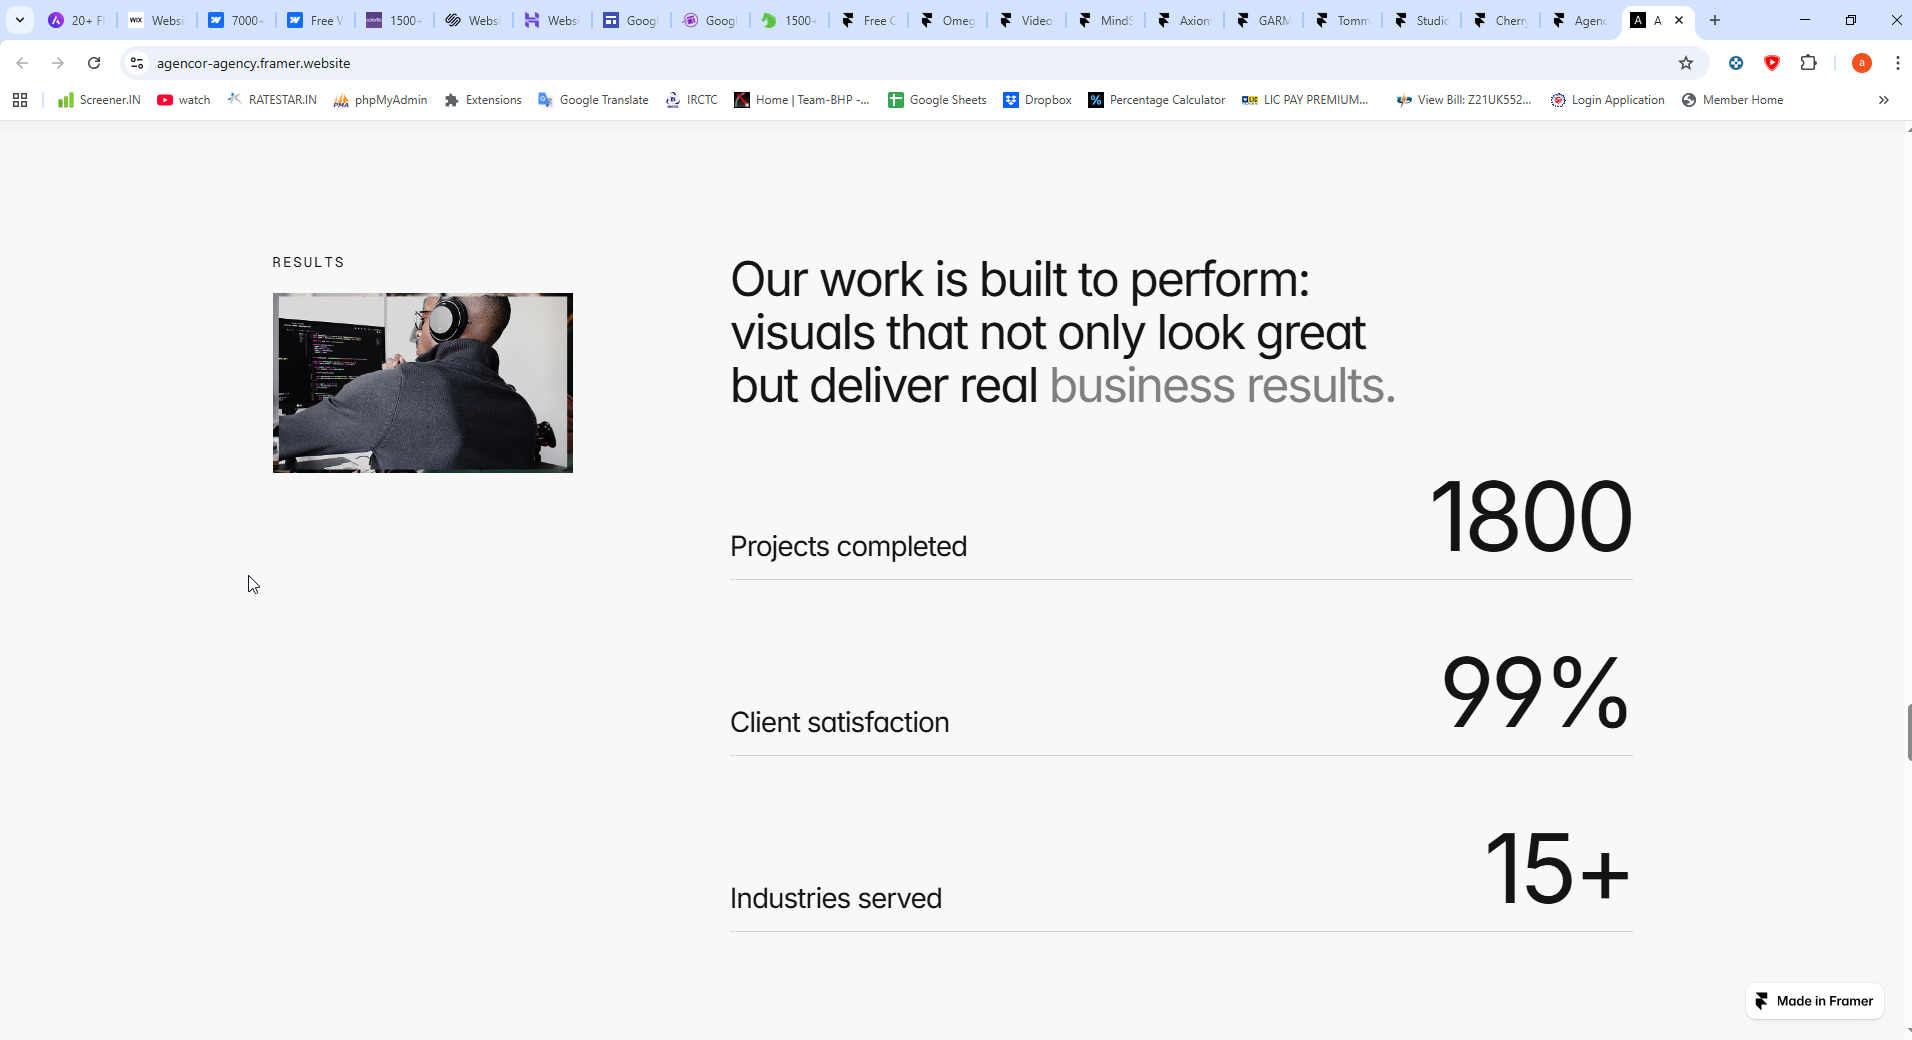 20+ F
Websi
7000+
Free V
1500+
Websi
Websi
Googl
Googl
1500+
Free C
Omeg
Video
MindS
Axiom
GARM
Tomm
Studio
Cherry
Agenc
A
agencor-agency.framer.website
Screener.IN
watch
RATESTAR.IN
phpMyAdmin
Extensions
Google Translate
IRCTC
Home | Team-BHP -...
Google Sheets
Dropbox
Percentage Calculator
LIC PAY PREMIUM...
View Bill: Z21UK552...
Login Application
Member Home
RESULTS
Our work is built to perform:
visuals that not only look great
but deliver real business results.
Projects completed
1800
Client satisfaction
99%
Industries served
15+
Made in Framer